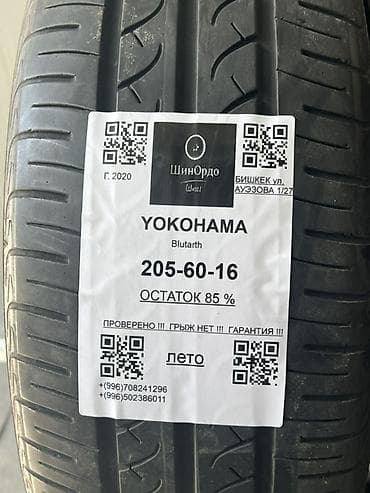 ШинОрдо
Г. 2020
БИШКЕК ул.
АУЭЗОВА 1/27
YOKOHAMA
Blutarth
205-60-16
ОСТАТОК 85 %
ПРОВЕРЕНО !!! ГРЫЖ НЕТ !!! ГАРАНТИЯ !!!
лето
+(996)708241296
+(996)502386011